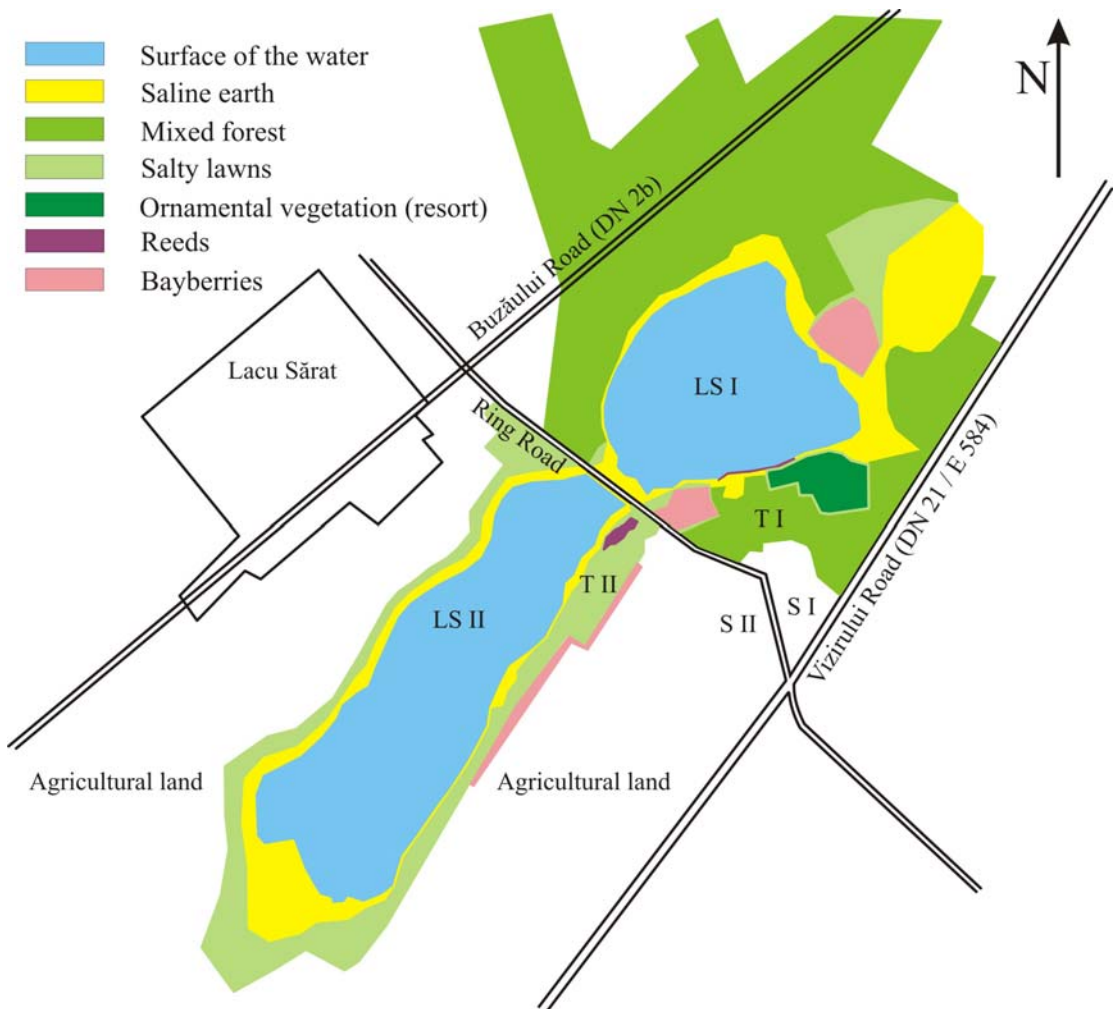 Surface of the water
Saline earth
Mixed forest
Salty lawns
Ornamental vegetation (resort)
Reeds
Bayberries
N
Buzăului Road (DN 2b)
Lacu Sărat
LS I
Ring Road
T I
Vizirului Road (DN 21 / E 584)
T II
S I
LS II
S II
Agricultural land
Agricultural land